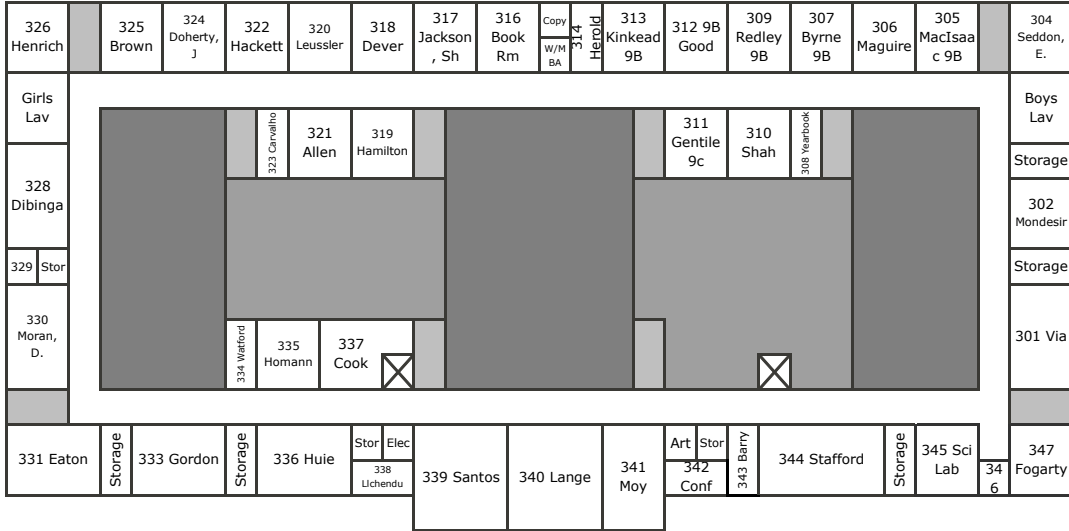 326
Henrich
325
Brown
324
Doherty,
J
322
Hackett
320
Leussler
318
Dever
317
Jackson
, Sh
316
Book
Rm
Copy
W/M
BA
314
Herold
313
Kinkead
9B
312 9B
Good
309
Redley
9B
307
Byrne
9B
306
Maguire
305
MacIsaa
c 9B
304
Seddon,
E.
Girls
Lav
323 Carvalho
321
Allen
319
Hamilton
311
Gentile
9c
310
Shah
308 Yearbook
Boys
Lav
Storage
328
Dibinga
302
Mondesir
329
Stor
Storage
330
Moran,
D.
334 Watford
335
Homann
337
Cook
301 Via
331 Eaton
Storage
333 Gordon
Storage
336 Huie
Stor
Elec
338
LIchendu
339 Santos
340 Lange
341
Moy
Art
Stor
342
Conf
343 Barry
344 Stafford
Storage
345 Sci
Lab
34
6
347
Fogarty